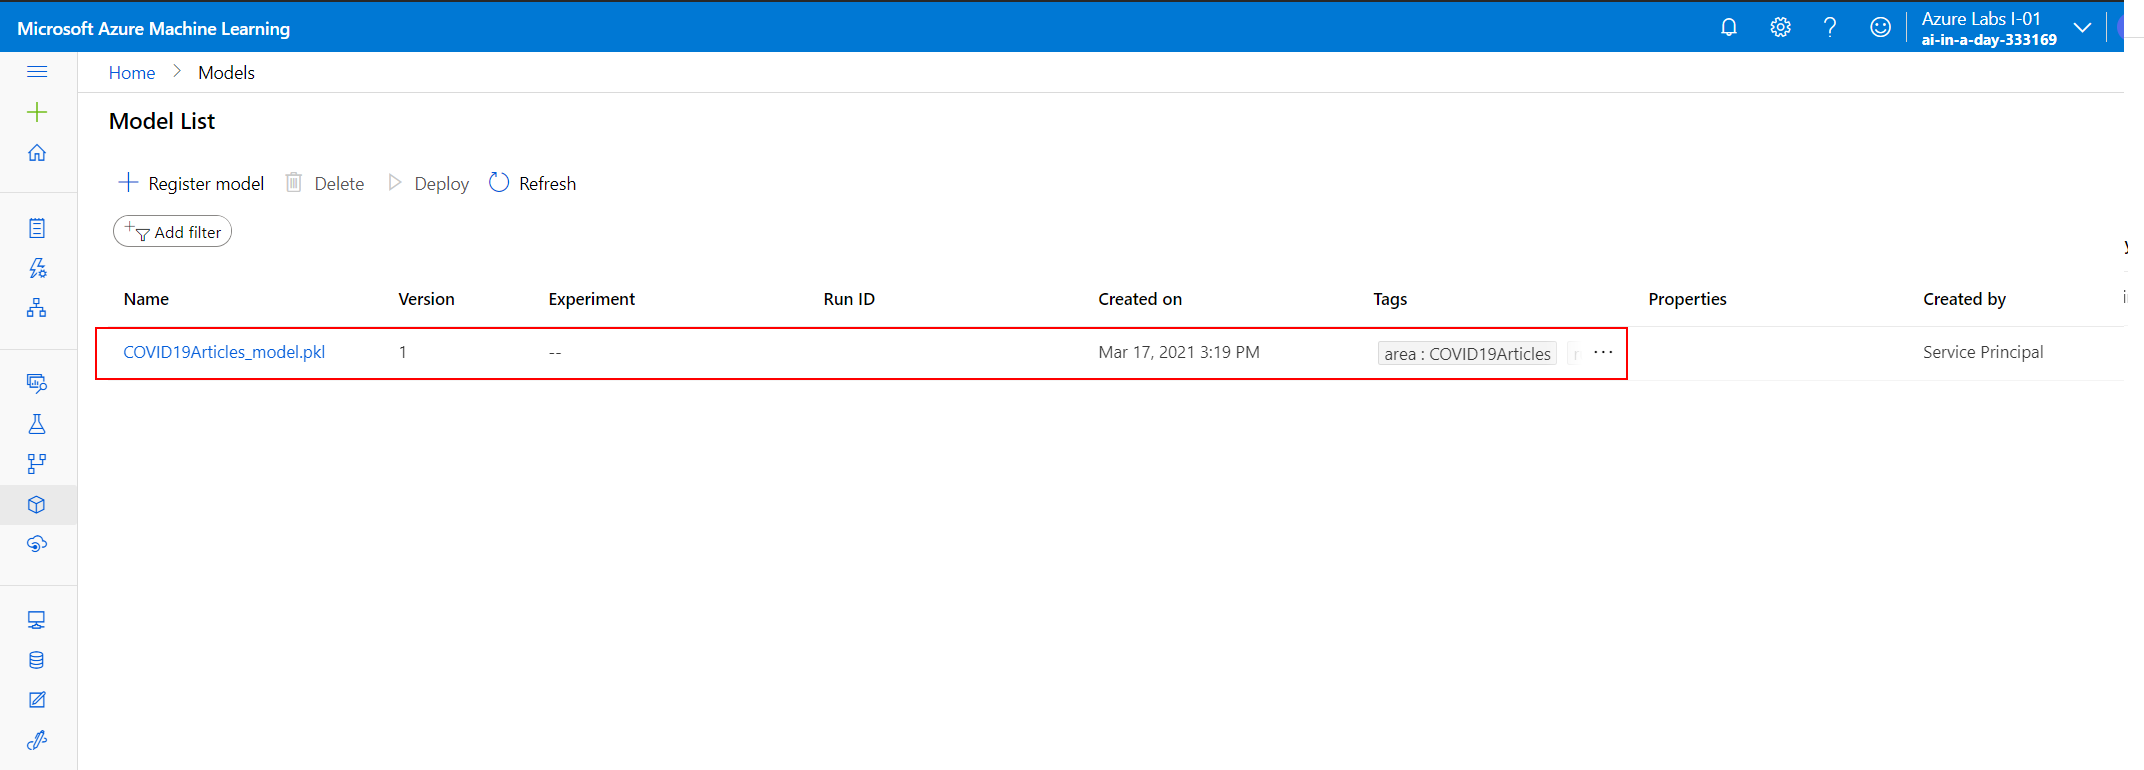 Microsoft Azure Machine Learning
Azure Labs I-01
ai-in-a-day-333169
Home > Models
Model List
Register model Delete Deploy Refresh
Add filter
Name Version Experiment Run ID Created on Tags Properties Created by
COVID19Articles_model.pkl 1 -- Mar 17, 2021 3:19 PM area : COVID19Articles ... Service Principal